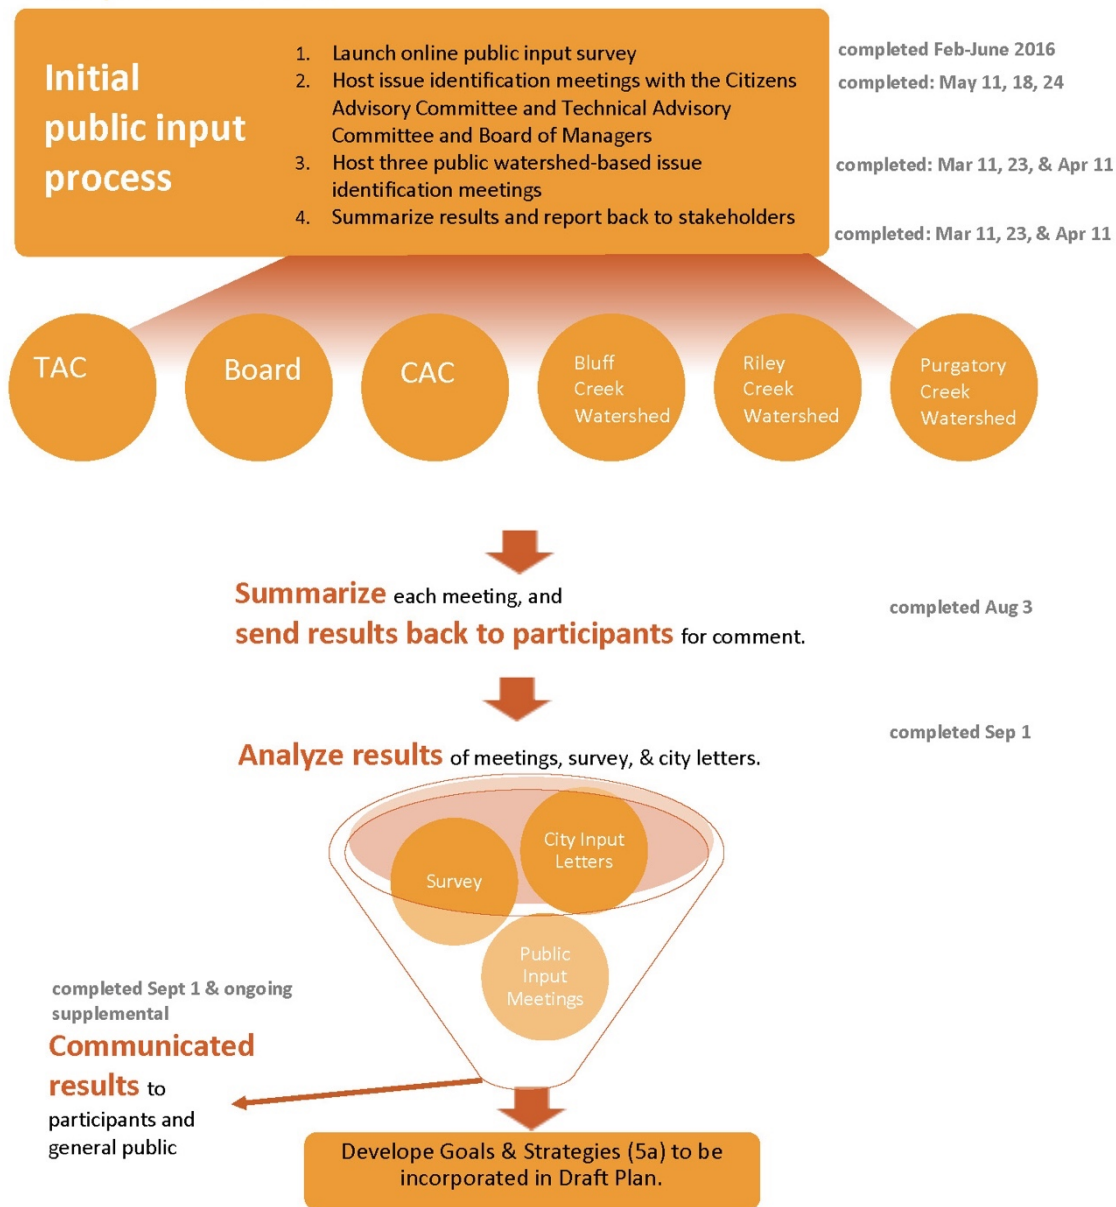 Initial
public input
process
1. Launch online public input survey
2. Host issue identification meetings with the Citizens
Advisory Committee and Technical Advisory
Committee and Board of Managers
3. Host three public watershed-based issue
identification meetings
4. Summarize results and report back to stakeholders
completed Feb-June 2016
completed: May 11, 18, 24
completed: Mar 11, 23, & Apr 11
completed: Mar 11, 23, & Apr 11
TAC
Board
CAC
Bluff
Creek
Watershed
Riley
Creek
Watershed
Purgatory
Creek
Watershed
Summarize each meeting, and
send results back to participants for comment.
completed Aug 3
completed Sep 1
Analyze results of meetings, survey, & city letters.
City Input
Letters
Survey
Public
Input
Meetings
completed Sept 1 & ongoing
supplemental
Communicated
results to
participants and
general public
Develope Goals & Strategies (5a) to be
incorporated in Draft Plan.